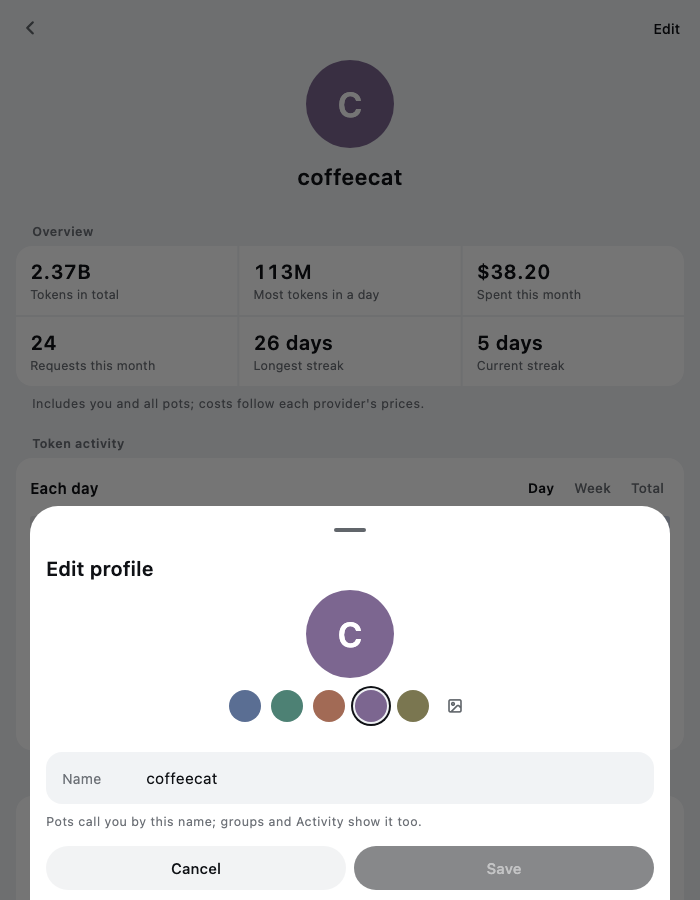 Edit
C
coffeecat
Overview
2.37B
Tokens in total
113M
Most tokens in a day
$38.20
Spent this month
24
Requests this month
26 days
Longest streak
5 days
Current streak
Includes you and all pots; costs follow each provider's prices.
Token activity
Each day
Day Week Total
Edit profile
C
Name coffeecat
Pots call you by this name; groups and Activity show it too.
Cancel Save